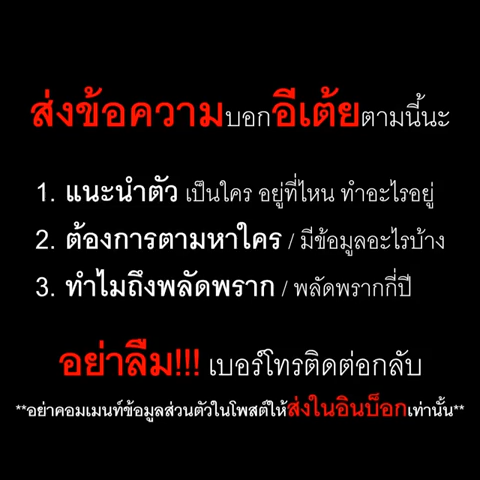 ส่งข้อความบอกอีเต้ยตามนี้นะ
1. แนะนำตัว เป็นใคร อยู่ที่ไหน ทำอะไรอยู่
2. ต้องการตามหาใคร / มีข้อมูลอะไรบ้าง
3. ทำไมถึงพลัดพราก / พลัดพรากกี่ปี
อย่าลืม!!! เบอร์โทรติดต่อกลับ
**อย่าคอมเมนท์ข้อมูลส่วนตัวในโพสต์ให้ส่งในอินบ็อกเท่านั้น**